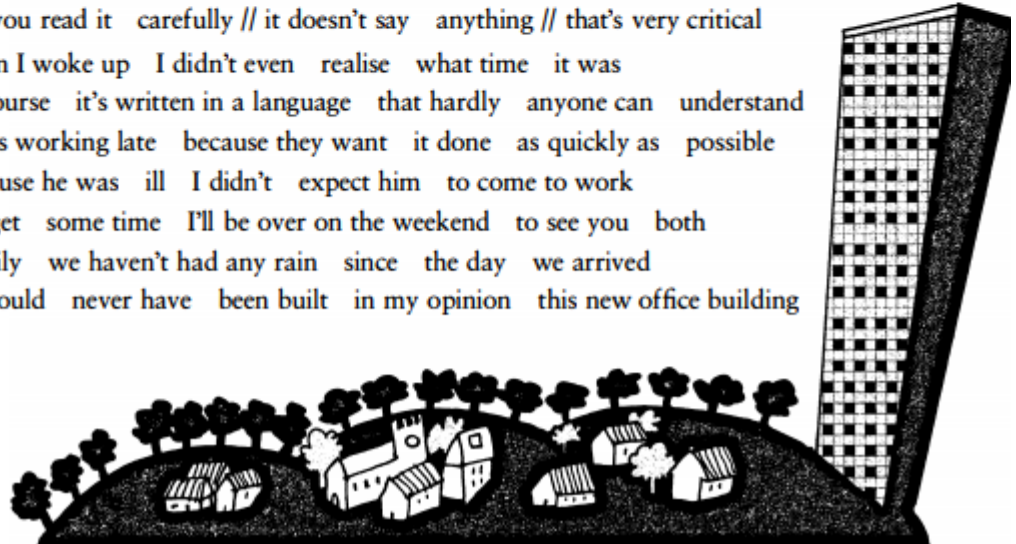 you read it carefully // it doesn't say anything // that's very critical
n I woke up I didn't even realise what time it was
ourse it's written in a language that hardly anyone can understand
s working late because they want it done as quickly as possible
use he was ill I didn't expect him to come to work
get some time I'll be over on the weekend to see you both
ily we haven't had any rain since the day we arrived
ould never have been built in my opinion this new office building